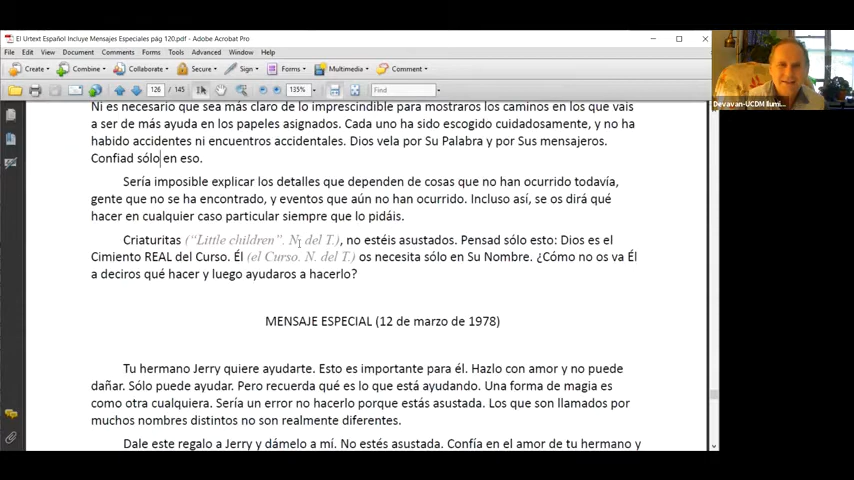 El Urtext Español Incluye Mensajes Especiales pág 120.pdf - Adobe Acrobat Pro
File Edit View Document Comments Forms Tools Advanced Window Help
Create Combine Collaborate Secure Sign Forms Multimedia Comment
126 / 145 135% Find
Devavan-UCDM Ilumi...
Ni es necesario que sea más claro de lo imprescindible para mostraros los caminos en los que vais
a ser de más ayuda en los papeles asignados. Cada uno ha sido escogido cuidadosamente, y no ha
habido accidentes ni encuentros accidentales. Dios vela por Su Palabra y por Sus mensajeros.
Confiad sólo en eso.
Sería imposible explicar los detalles que dependen de cosas que no han ocurrido todavía,
gente que no se ha encontrado, y eventos que aún no han ocurrido. Incluso así, se os dirá qué
hacer en cualquier caso particular siempre que lo pidáis.
Criaturitas (“Little children”. N. del T.), no estéis asustados. Pensad sólo esto: Dios es el
Cimiento REAL del Curso. Él (el Curso. N. del T.) os necesita sólo en Su Nombre. ¿Cómo no os va Él
a deciros qué hacer y luego ayudaros a hacerlo?
MENSAJE ESPECIAL (12 de marzo de 1978)
Tu hermano Jerry quiere ayudarte. Esto es importante para él. Hazlo con amor y no puede
dañar. Sólo puede ayudar. Pero recuerda qué es lo que está ayudando. Una forma de magia es
como otra cualquiera. Sería un error no hacerlo porque estás asustada. Los que son llamados por
muchos nombres distintos no son realmente diferentes.
Dale este regalo a Jerry y dámelo a mí. No estés asustada. Confía en el amor de tu hermano y